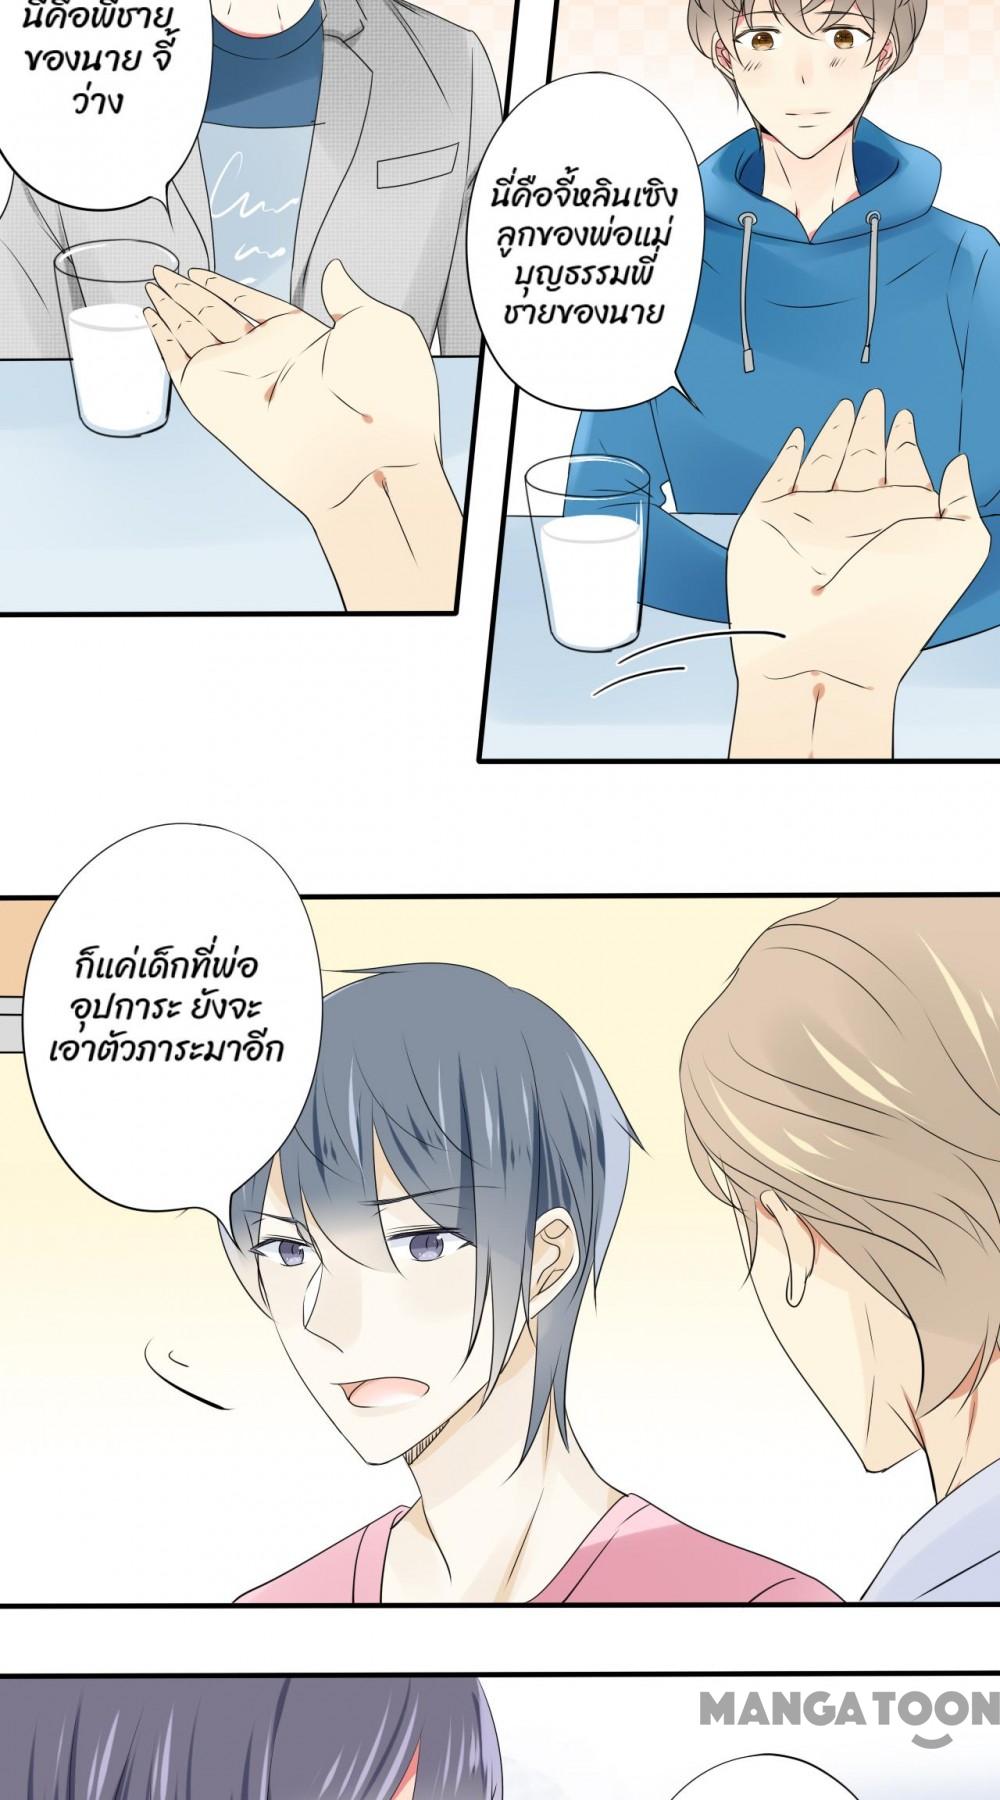 นี่คือพี่ชาย
ของนาย จี้
ว่าง
นี่คือจี้หลินเซิง
ลูกของพ่อแม่
บุญธรรมพี่
ชายของนาย
ก็แค่เด็กที่พ่อ
อุปการะ ยังจะ
เอาตัวภาระมาอีก
MANGATOON